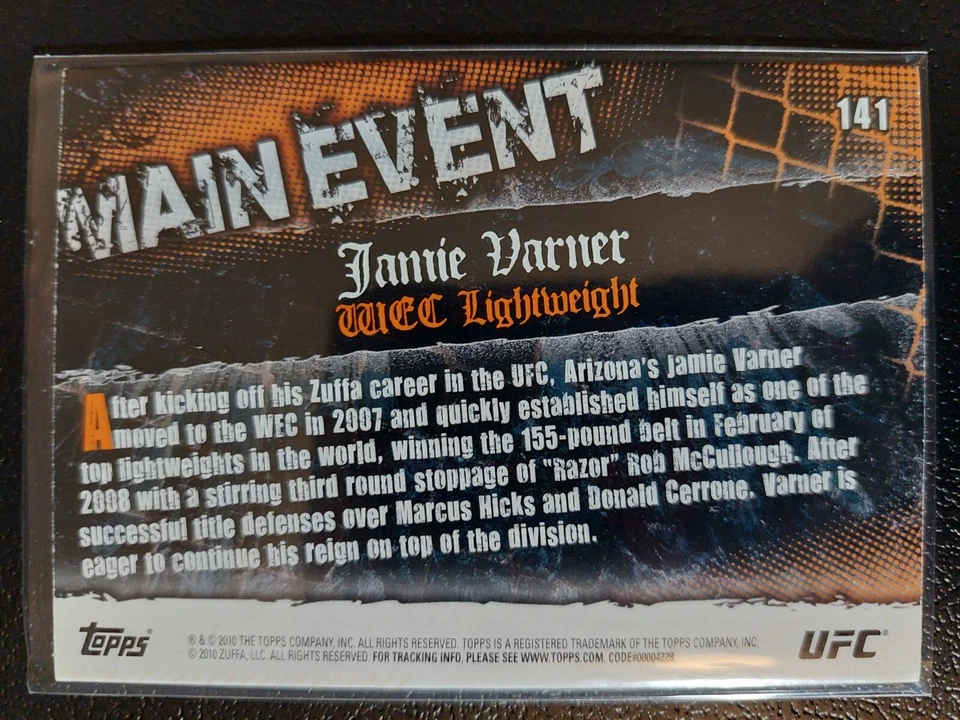 MAIN EVENT
141
Jamie Varner
WEC Lightweight
After kicking off his Zuffa career in the UFC, Arizona's Jamie Varner
moved to the WEC in 2007 and quickly established himself as one of the
top lightweights in the world, winning the 155-pound belt in February of
2008 with a stirring third round stoppage of "Razor" Rob McCullough. After
successful title defenses over Marcus Hicks and Donald Cerrone, Varner is
eager to continue his reign on top of the division.
TOPPS®
® & © 2010 THE TOPPS COMPANY, INC. ALL RIGHTS RESERVED. TOPPS IS A REGISTERED TRADEMARK OF THE TOPPS COMPANY, INC.
© 2010 ZUFFA, LLC. ALL RIGHTS RESERVED. FOR TRACKING INFO, PLEASE SEE WWW.TOPPS.COM. CODE#00004228
UFC®